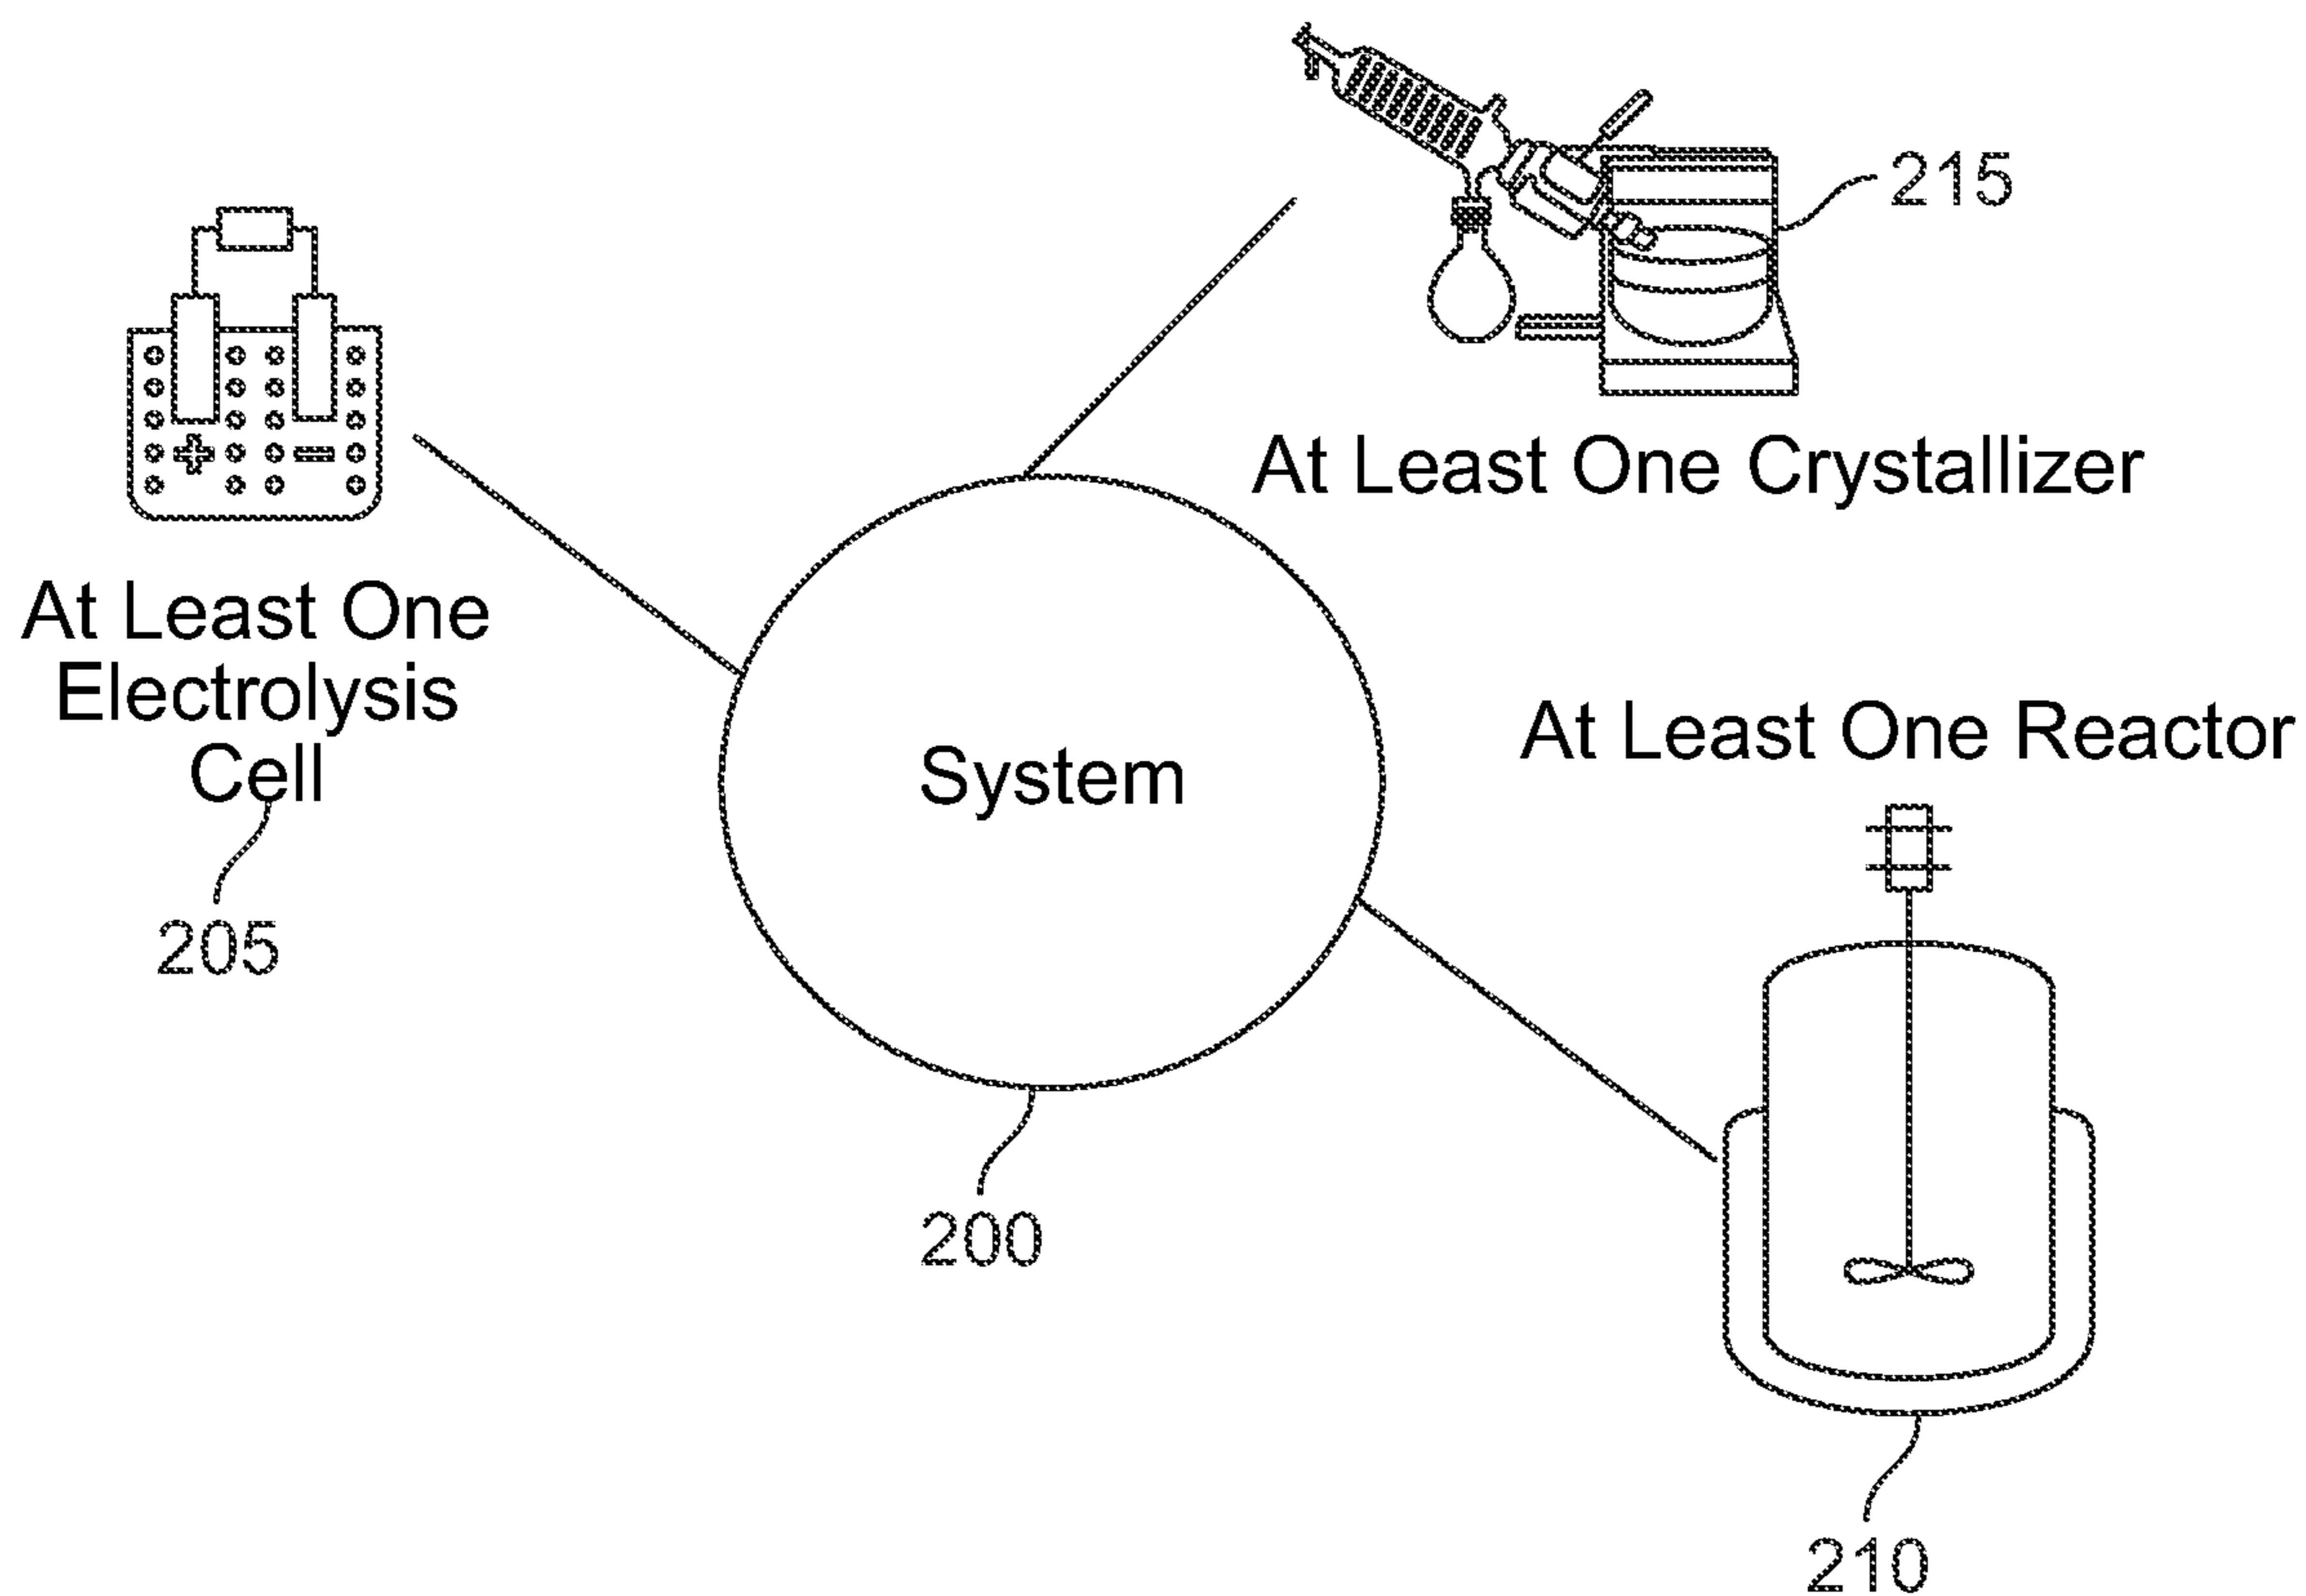 215
At Least One Crystallizer
At Least One
Electrolysis
Cell
205
System
200
At Least One Reactor
210